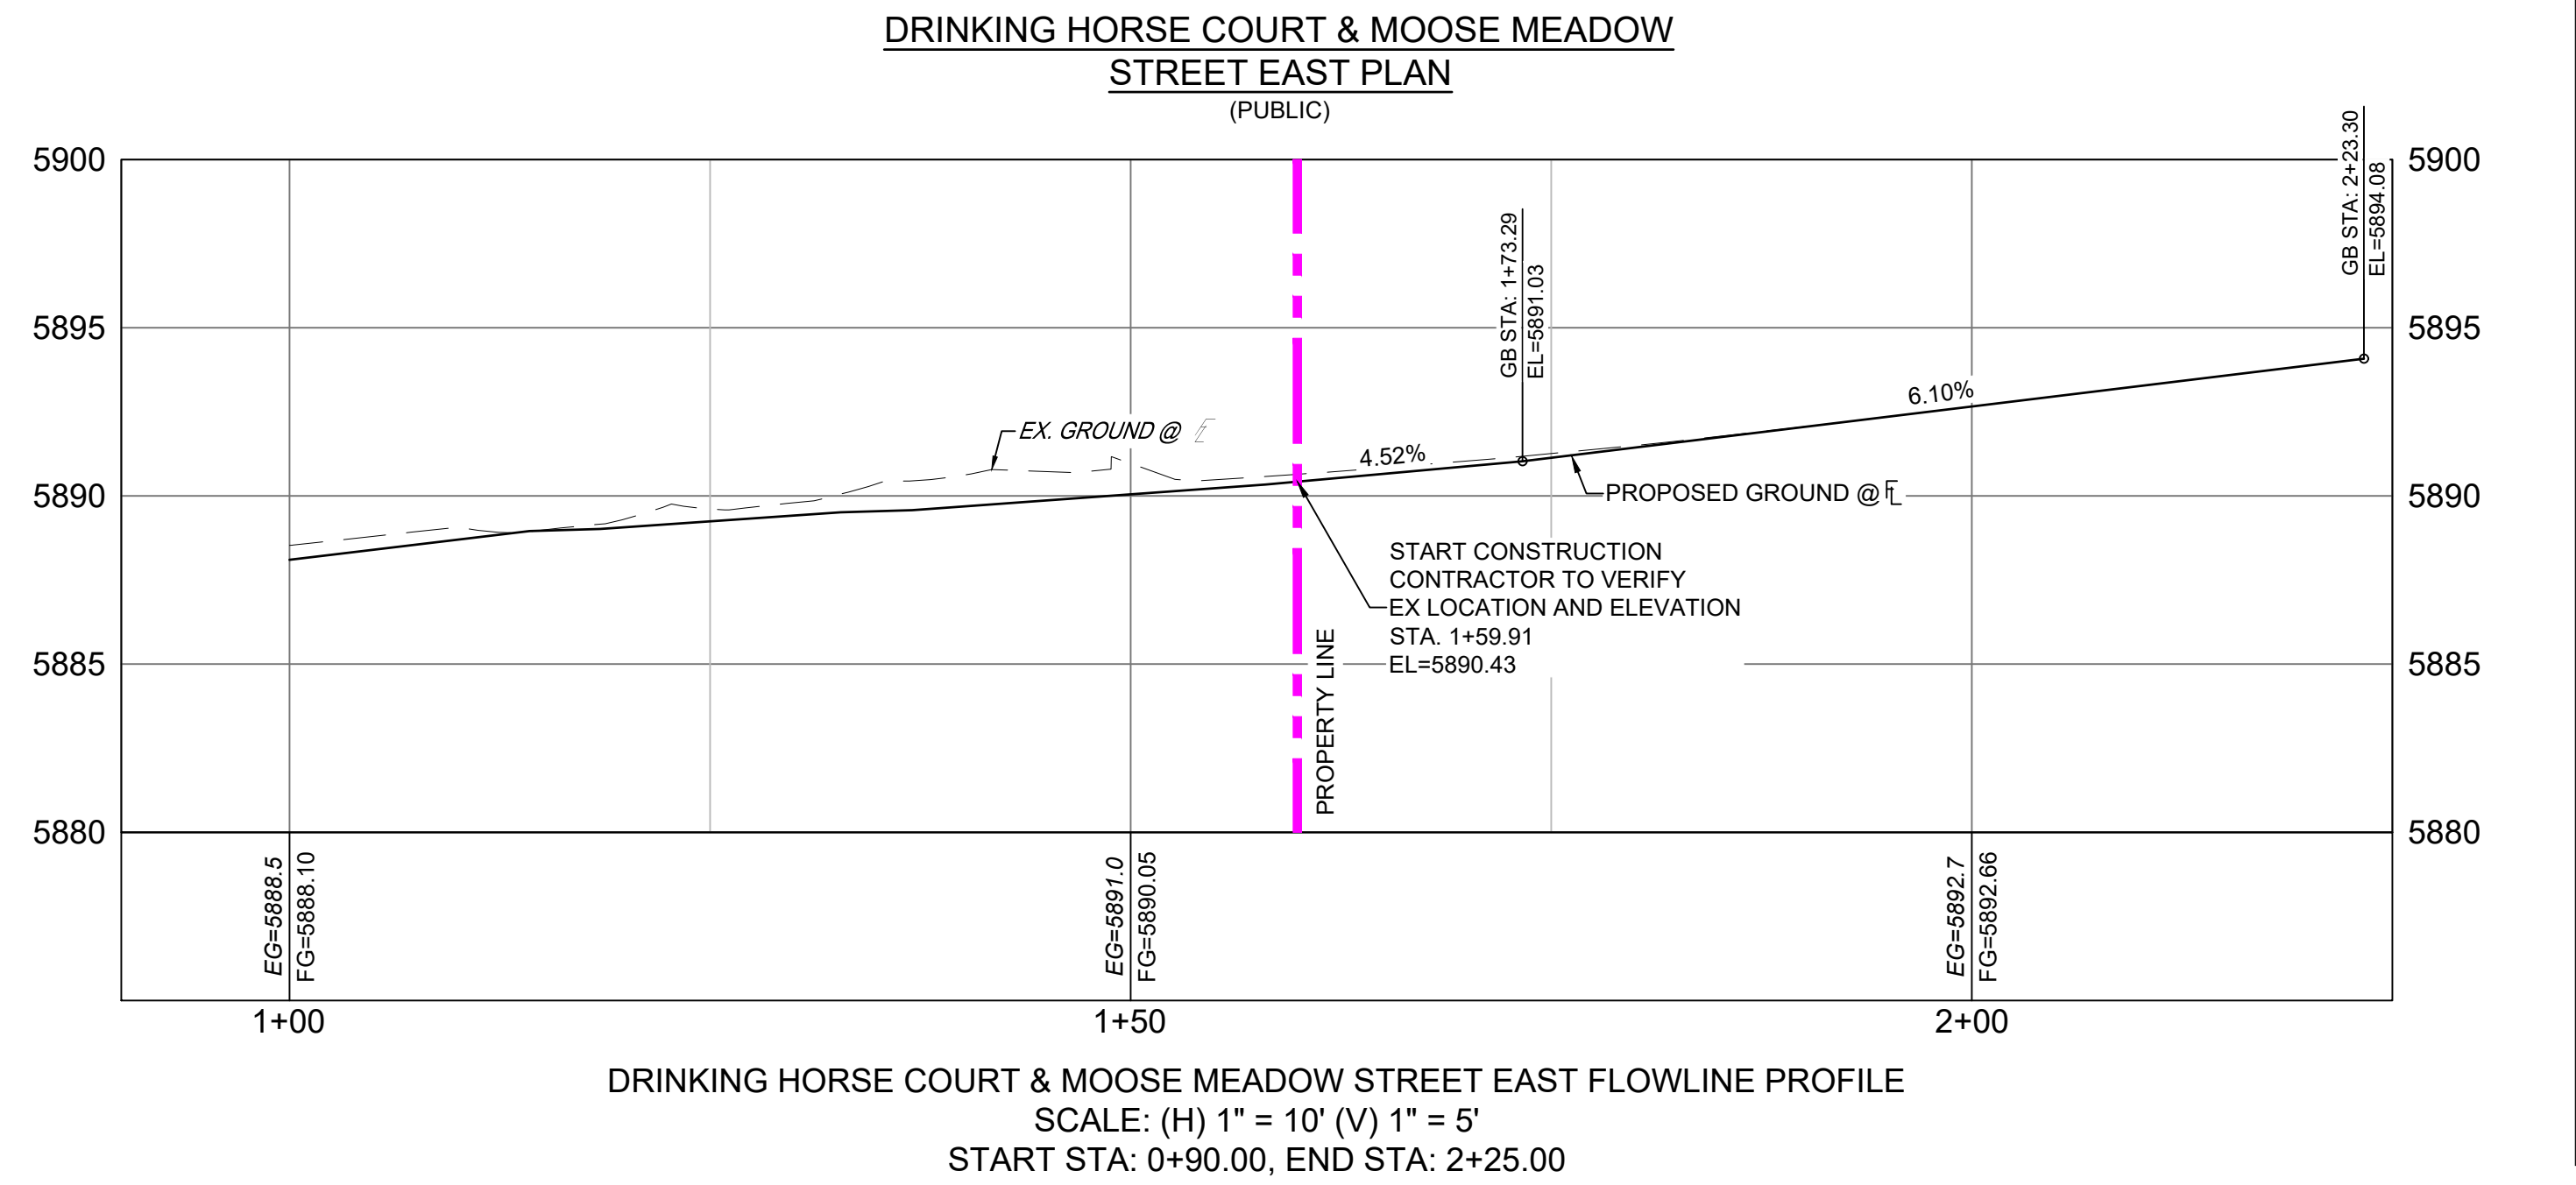 DRINKING HORSE COURT & MOOSE MEADOW
STREET EAST PLAN
(PUBLIC)
5900
5895
5890
5885
5880
5900
5895
5890
5885
5880
GB STA: 1+73.29
EL=5891.03
GB STA: 2+23.30
EL=5894.08
EX. GROUND @
4.52%
6.10%
PROPOSED GROUND @ FL
START CONSTRUCTION
CONTRACTOR TO VERIFY
EX LOCATION AND ELEVATION
STA. 1+59.91
EL=5890.43
PROPERTY LINE
EG=5888.5
FG=5888.10
EG=5891.0
FG=5890.05
EG=5892.7
FG=5892.66
1+00
1+50
2+00
DRINKING HORSE COURT & MOOSE MEADOW STREET EAST FLOWLINE PROFILE
SCALE: (H) 1" = 10' (V) 1" = 5'
START STA: 0+90.00, END STA: 2+25.00